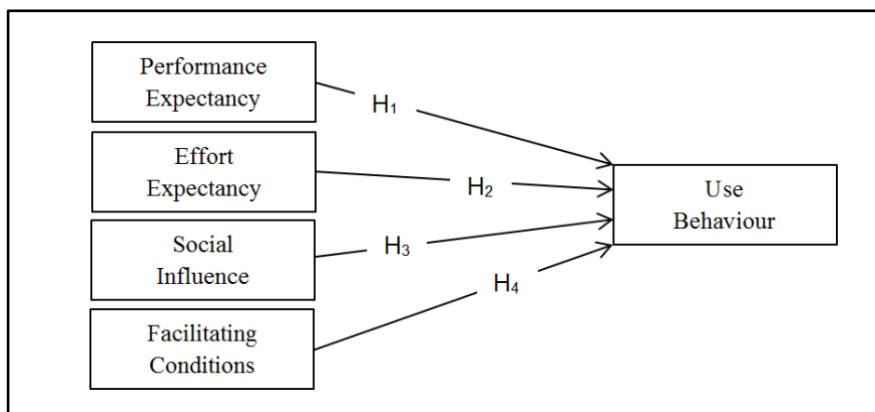 Performance
Expectancy
H₁
Effort
Expectancy
H₂
Use
Behaviour
Social
Influence
H₃
H₄
Facilitating
Conditions